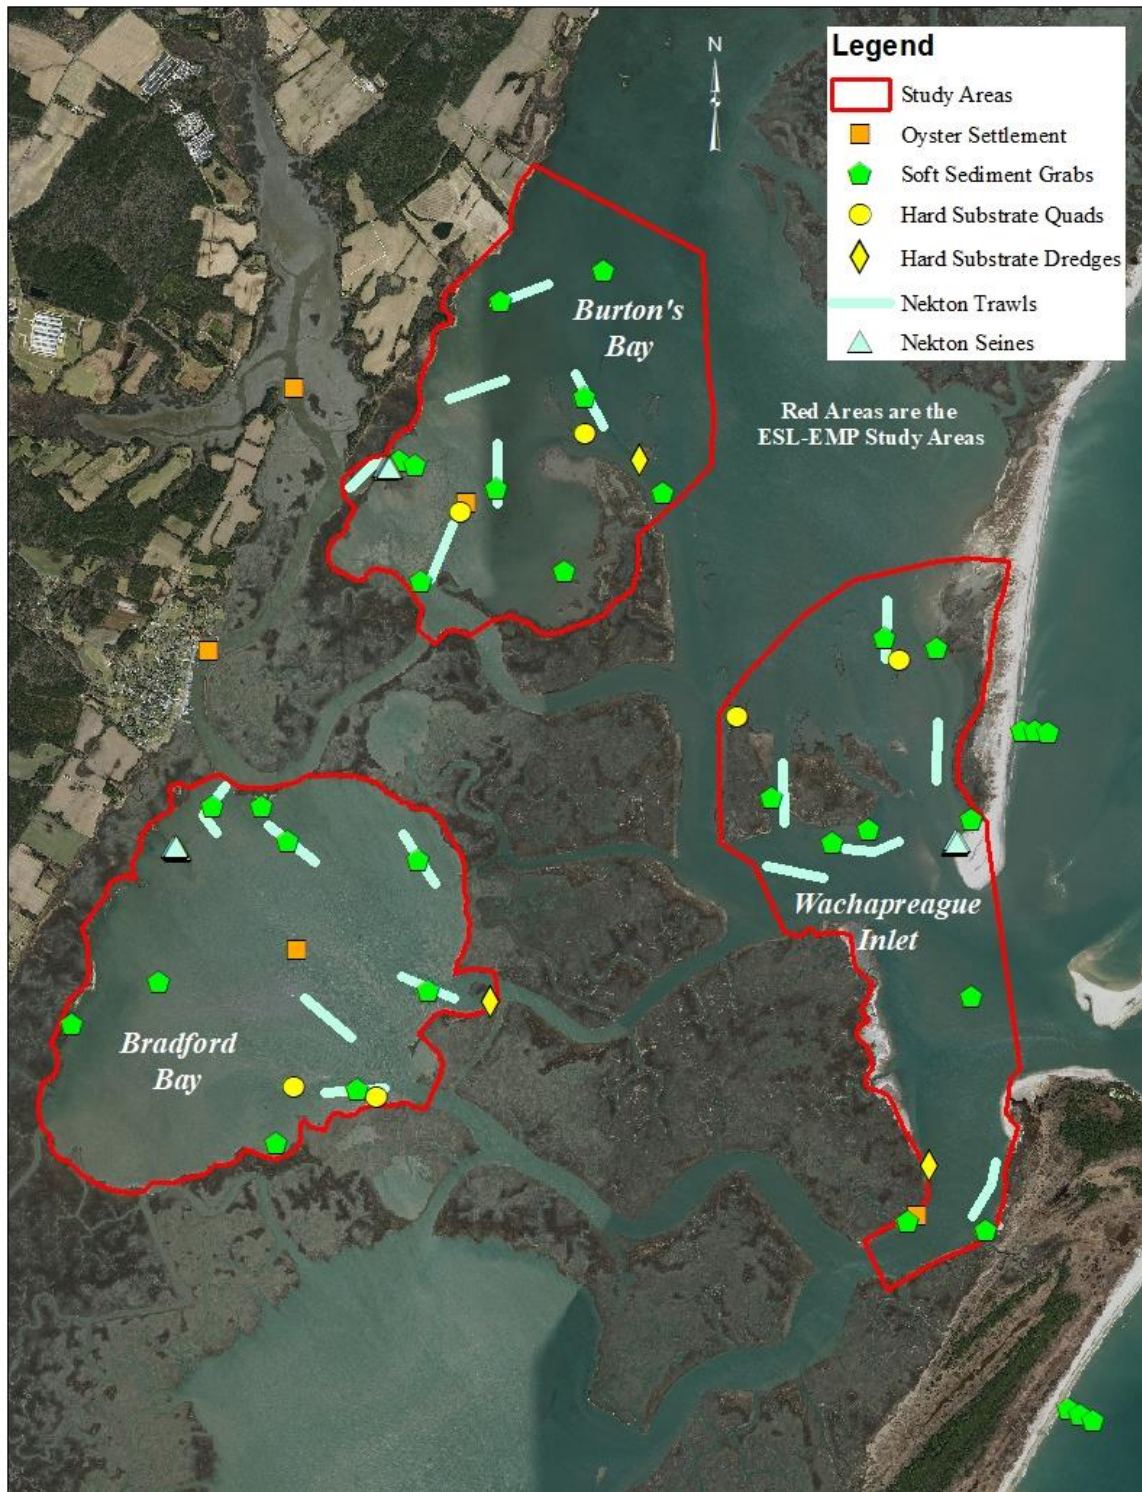 Legend
Study Areas
Oyster Settlement
Soft Sediment Grabs
Hard Substrate Quads
Hard Substrate Dredges
Nekton Trawls
Nekton Seines
N
Burton's
Bay
Red Areas are the
ESL-EMP Study Areas
Wachapreague
Inlet
Bradford
Bay